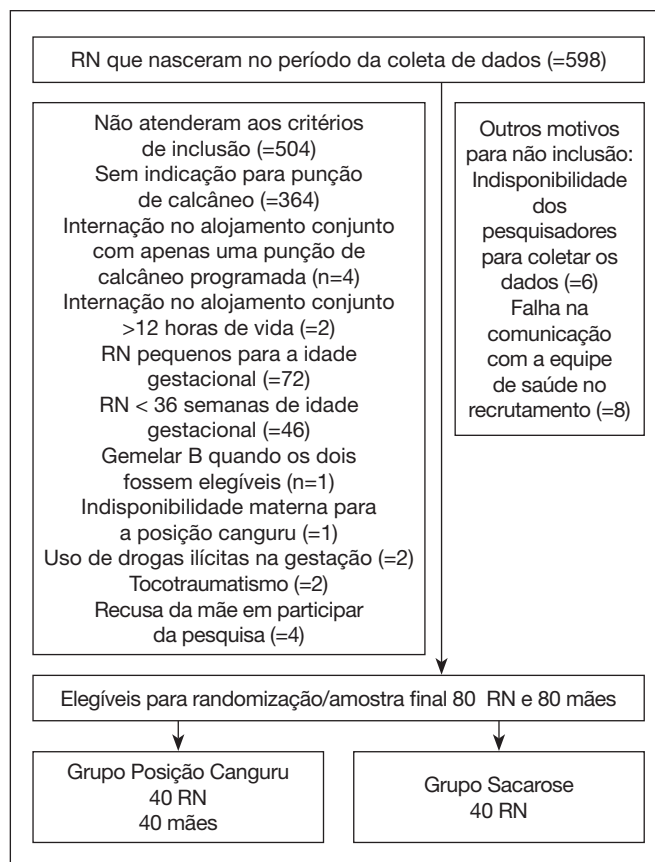 RN que nasceram no período da coleta de dados (=598)
Não atenderam aos critérios
de inclusão (=504)
Sem indicação para punção
de calcâneo (=364)
Internação no alojamento conjunto
com apenas uma punção de
calcâneo programada (n=4)
Internação no alojamento conjunto
>12 horas de vida (=2)
RN pequenos para a idade
gestacional (=72)
RN < 36 semanas de idade
gestacional (=46)
Gemelar B quando os dois
fossem elegíveis (n=1)
Indisponibilidade materna para
a posição canguru (=1)
Uso de drogas ilícitas na gestação (=2)
Tocotraumatismo (=2)
Recusa da mãe em participar
da pesquisa (=4)
Outros motivos
para não inclusão:
Indisponibilidade
dos
pesquisadores
para coletar os
dados (=6)
Falha na
comunicação
com a equipe
de saúde no
recrutamento (=8)
Elegíveis para randomização/amostra final 80 RN e 80 mães
Grupo Posição Canguru
40 RN
40 mães
Grupo Sacarose
40 RN